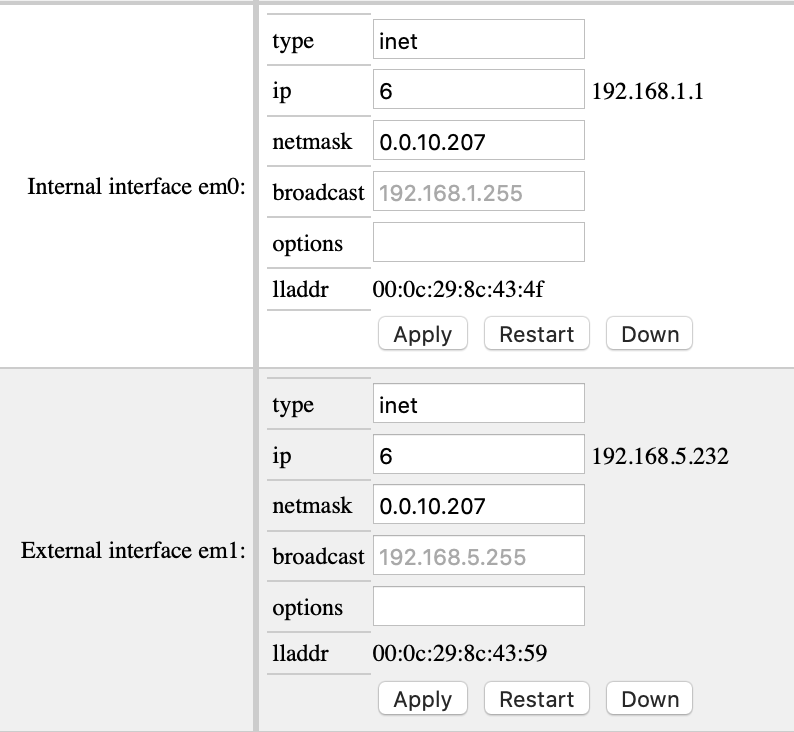 type inet
ip 6 192.168.1.1
netmask 0.0.10.207
Internal interface em0:
broadcast 192.168.1.255
options
lladdr 00:0c:29:8c:43:4f
Apply Restart Down
type inet
ip 6 192.168.5.232
netmask 0.0.10.207
External interface em1:
broadcast 192.168.5.255
options
lladdr 00:0c:29:8c:43:59
Apply Restart Down